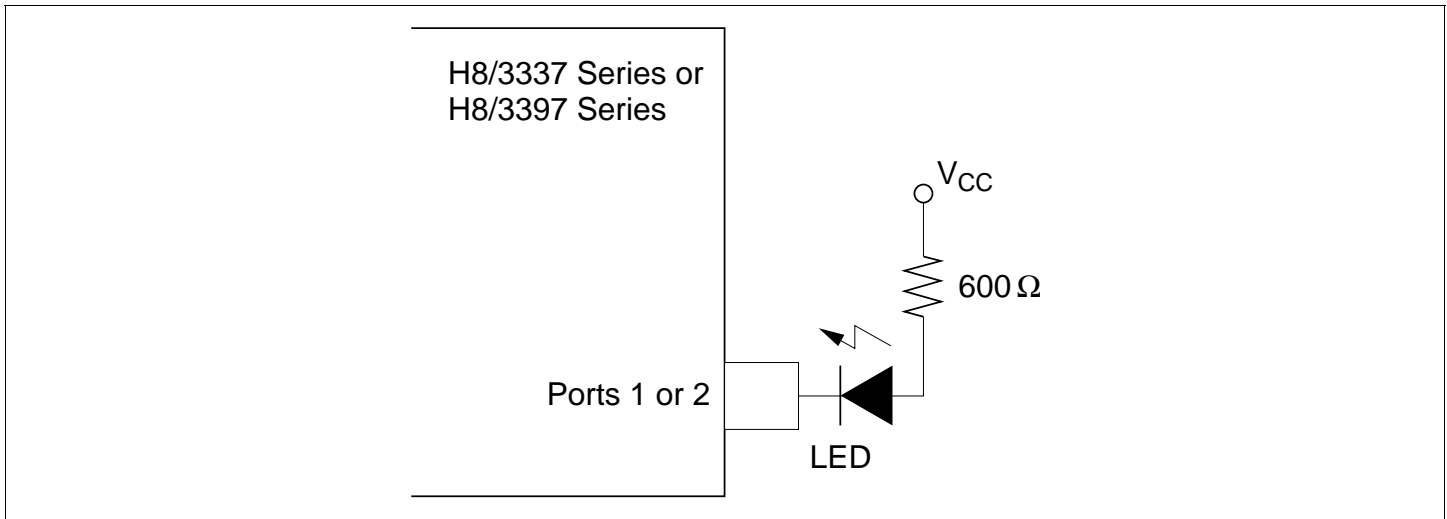 H8/3337 Series or
H8/3397 Series
VCC
600 Ω
Ports 1 or 2
LED